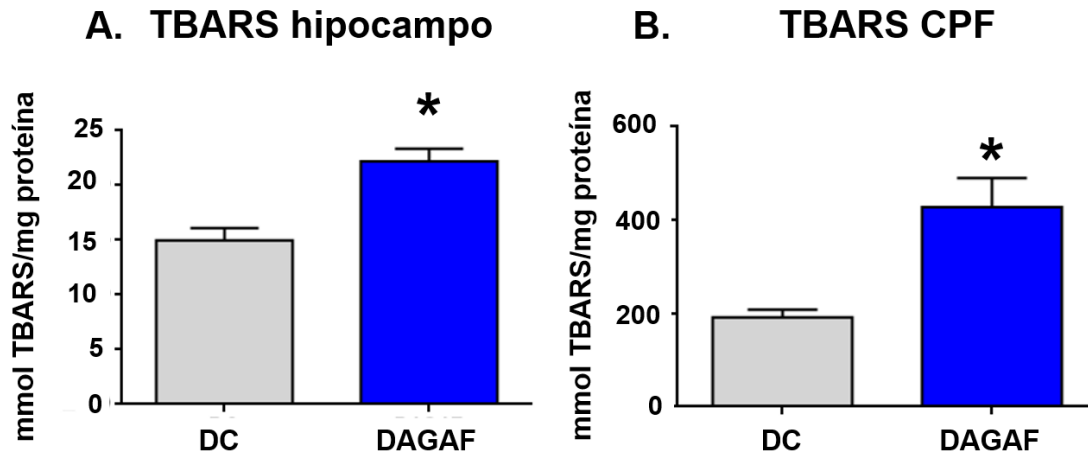 A. TBARS hipocampo
mmol TBARS/mg proteína
25
20
15
10
5
0
*
DC
DAGAF
B. TBARS CPF
mmol TBARS/mg proteína
600
400
200
0
*
DC
DAGAF